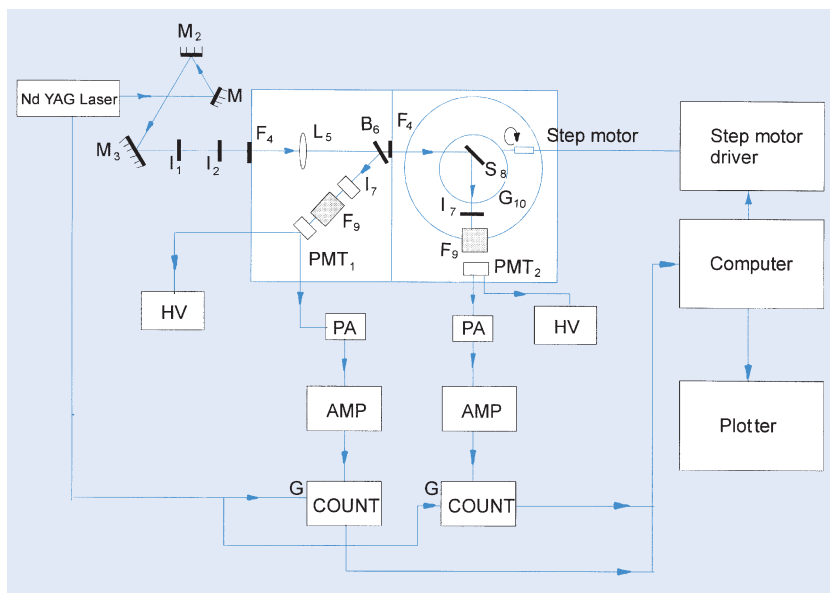 M₂
Nd YAG Laser
M
M₃
I₁
I₂
F₄
L₅
B₆
F₄
Step motor
Step motor
driver
S₈
I₇
G₁₀
I₇
F₉
F₉
PMT₁
PMT₂
Computer
HV
HV
PA
PA
AMP
AMP
Plotter
G
COUNT
G
COUNT